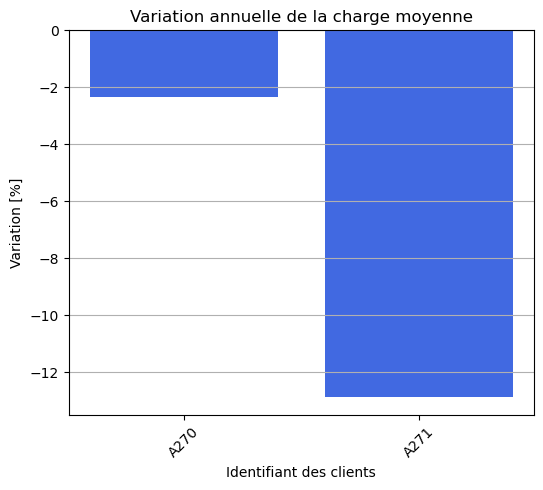 Variation annuelle de la charge moyenne
Variation [%]
0
−2
−4
−6
−8
−10
−12
A270
A271
Identifiant des clients